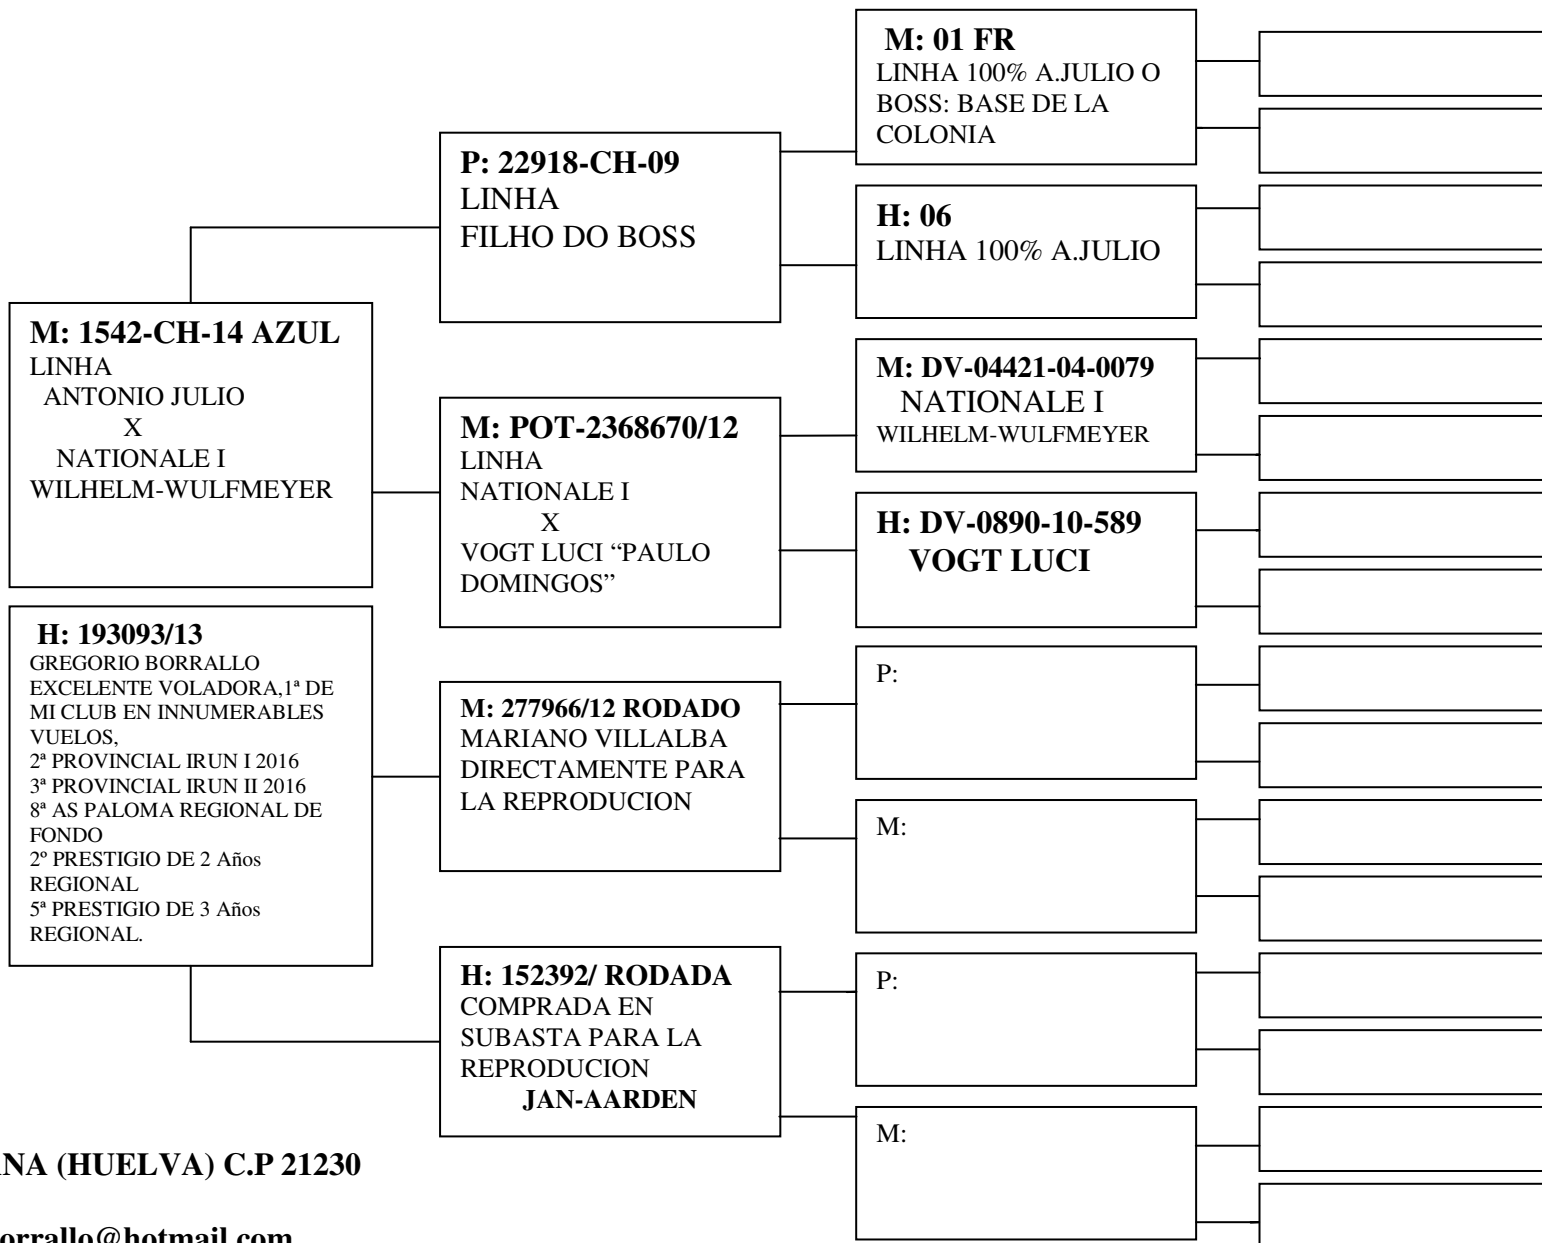 M: 1542-CH-14 AZUL
LINHA
ANTONIO JULIO
X
NATIONALE I
WILHELM-WULFMEYER
H: 193093/13
GREGORIO BORRALLO
EXCELENTE VOLADORA,1ª DE
MI CLUB EN INNUMERABLES
VUELOS,
2ª PROVINCIAL IRUN I 2016
3ª PROVINCIAL IRUN II 2016
8ª AS PALOMA REGIONAL DE
FONDO
2º PRESTIGIO DE 2 Años
REGIONAL
5ª PRESTIGIO DE 3 Años
REGIONAL.
P: 22918-CH-09
LINHA
FILHO DO BOSS
M: POT-2368670/12
LINHA
NATIONALE I
X
VOGT LUCI “PAULO
DOMINGOS”
M: 277966/12 RODADO
MARIANO VILLALBA
DIRECTAMENTE PARA
LA REPRODUCION
H: 152392/ RODADA
COMPRADA EN
SUBASTA PARA LA
REPRODUCION
JAN-AARDEN
M: 01 FR
LINHA 100% A.JULIO O
BOSS: BASE DE LA
COLONIA
H: 06
LINHA 100% A.JULIO
M: DV-04421-04-0079
NATIONALE I
WILHELM-WULFMEYER
H: DV-0890-10-589
VOGT LUCI
P:
M:
P:
M:
NA (HUELVA) C.P 21230
orrallo@hotmail.com